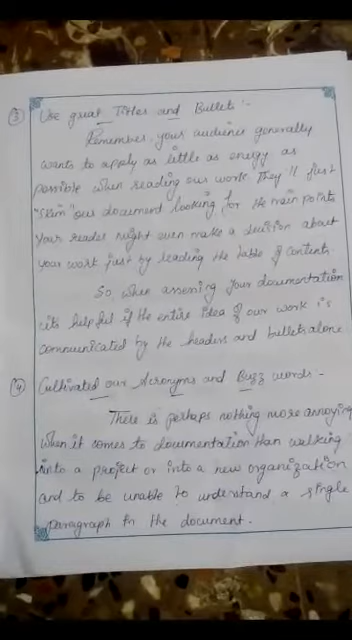 ③ Use great Titles and Bullets :-
Remember, your audience generally
wants to apply as little as energy as
possible when reading our work. They'll just
"skim" our document looking for the main points
Your reader might even make a decision about
your work just by reading the table of contents.
So, when assessing your documentation
its helpful if the entire idea of our work is
communicated by the headers and bullets alone
④ Cultivated our Acronyms and Buzz words :-
There is perhaps nothing more annoying
when it comes to documentation than walking
into a project or into a new organization
and to be unable to understand a single
paragraph in the document.